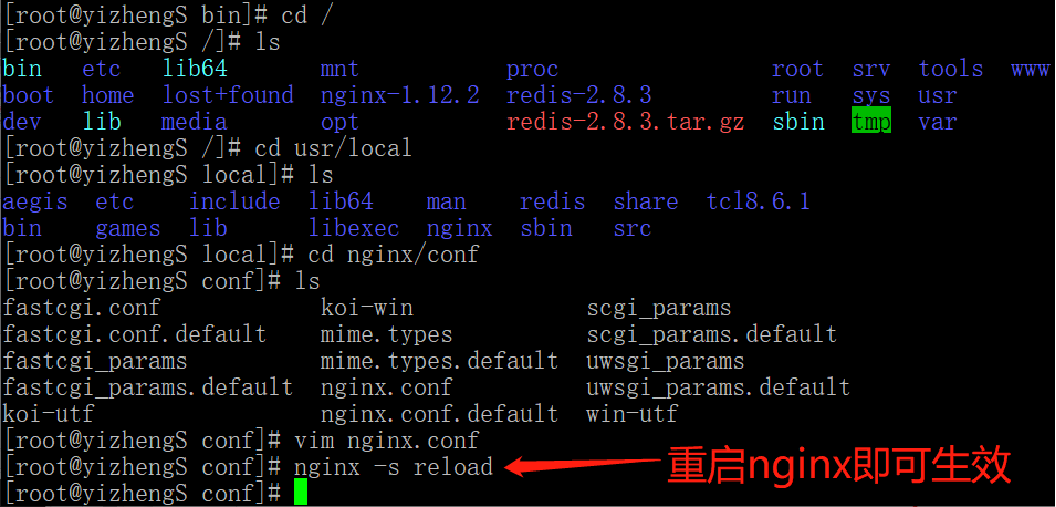 [root@yizhengS bin]# cd /
[root@yizhengS /]# ls
bin etc lib64 mnt proc root srv tools www
boot home lost+found nginx-1.12.2 redis-2.8.3 run sys usr
dev lib media opt redis-2.8.3.tar.gz sbin tmp var
[root@yizhengS /]# cd usr/local
[root@yizhengS local]# ls
aegis etc include lib64 man redis share tcl8.6.1
bin games lib libexec nginx sbin src
[root@yizhengS local]# cd nginx/conf
[root@yizhengS conf]# ls
fastcgi.conf koi-win scgi_params
fastcgi.conf.default mime.types scgi_params.default
fastcgi_params mime.types.default uwsgi_params
fastcgi_params.default nginx.conf uwsgi_params.default
koi-utf nginx.conf.default win-utf
[root@yizhengS conf]# vim nginx.conf
[root@yizhengS conf]# nginx -s reload 重启nginx即可生效
[root@yizhengS conf]#